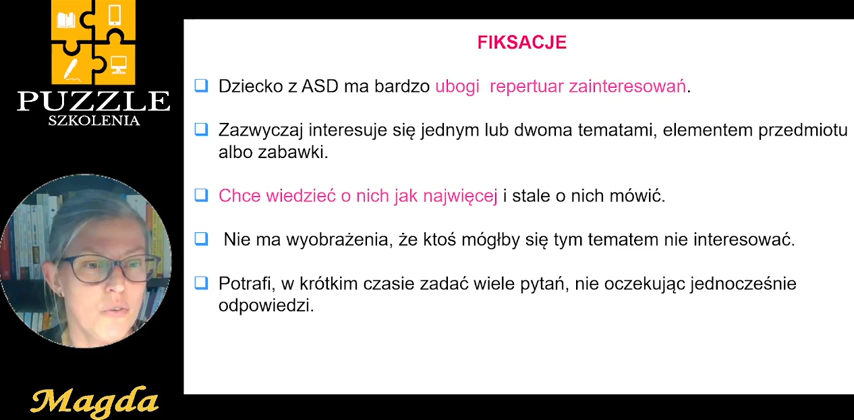 PUZZLE
SZKOLENIA
FIKSACJE
Dziecko z ASD ma bardzo ubogi  repertuar zainteresowań.
Zazwyczaj interesuje się jednym lub dwoma tematami, elementem przedmiotu
albo zabawki.
Chce wiedzieć o nich jak najwięcej i stale o nich mówić.
Nie ma wyobrażenia, że ktoś mógłby się tym tematem nie interesować.
Potrafi, w krótkim czasie zadać wiele pytań, nie oczekując jednocześnie
odpowiedzi.
Magda